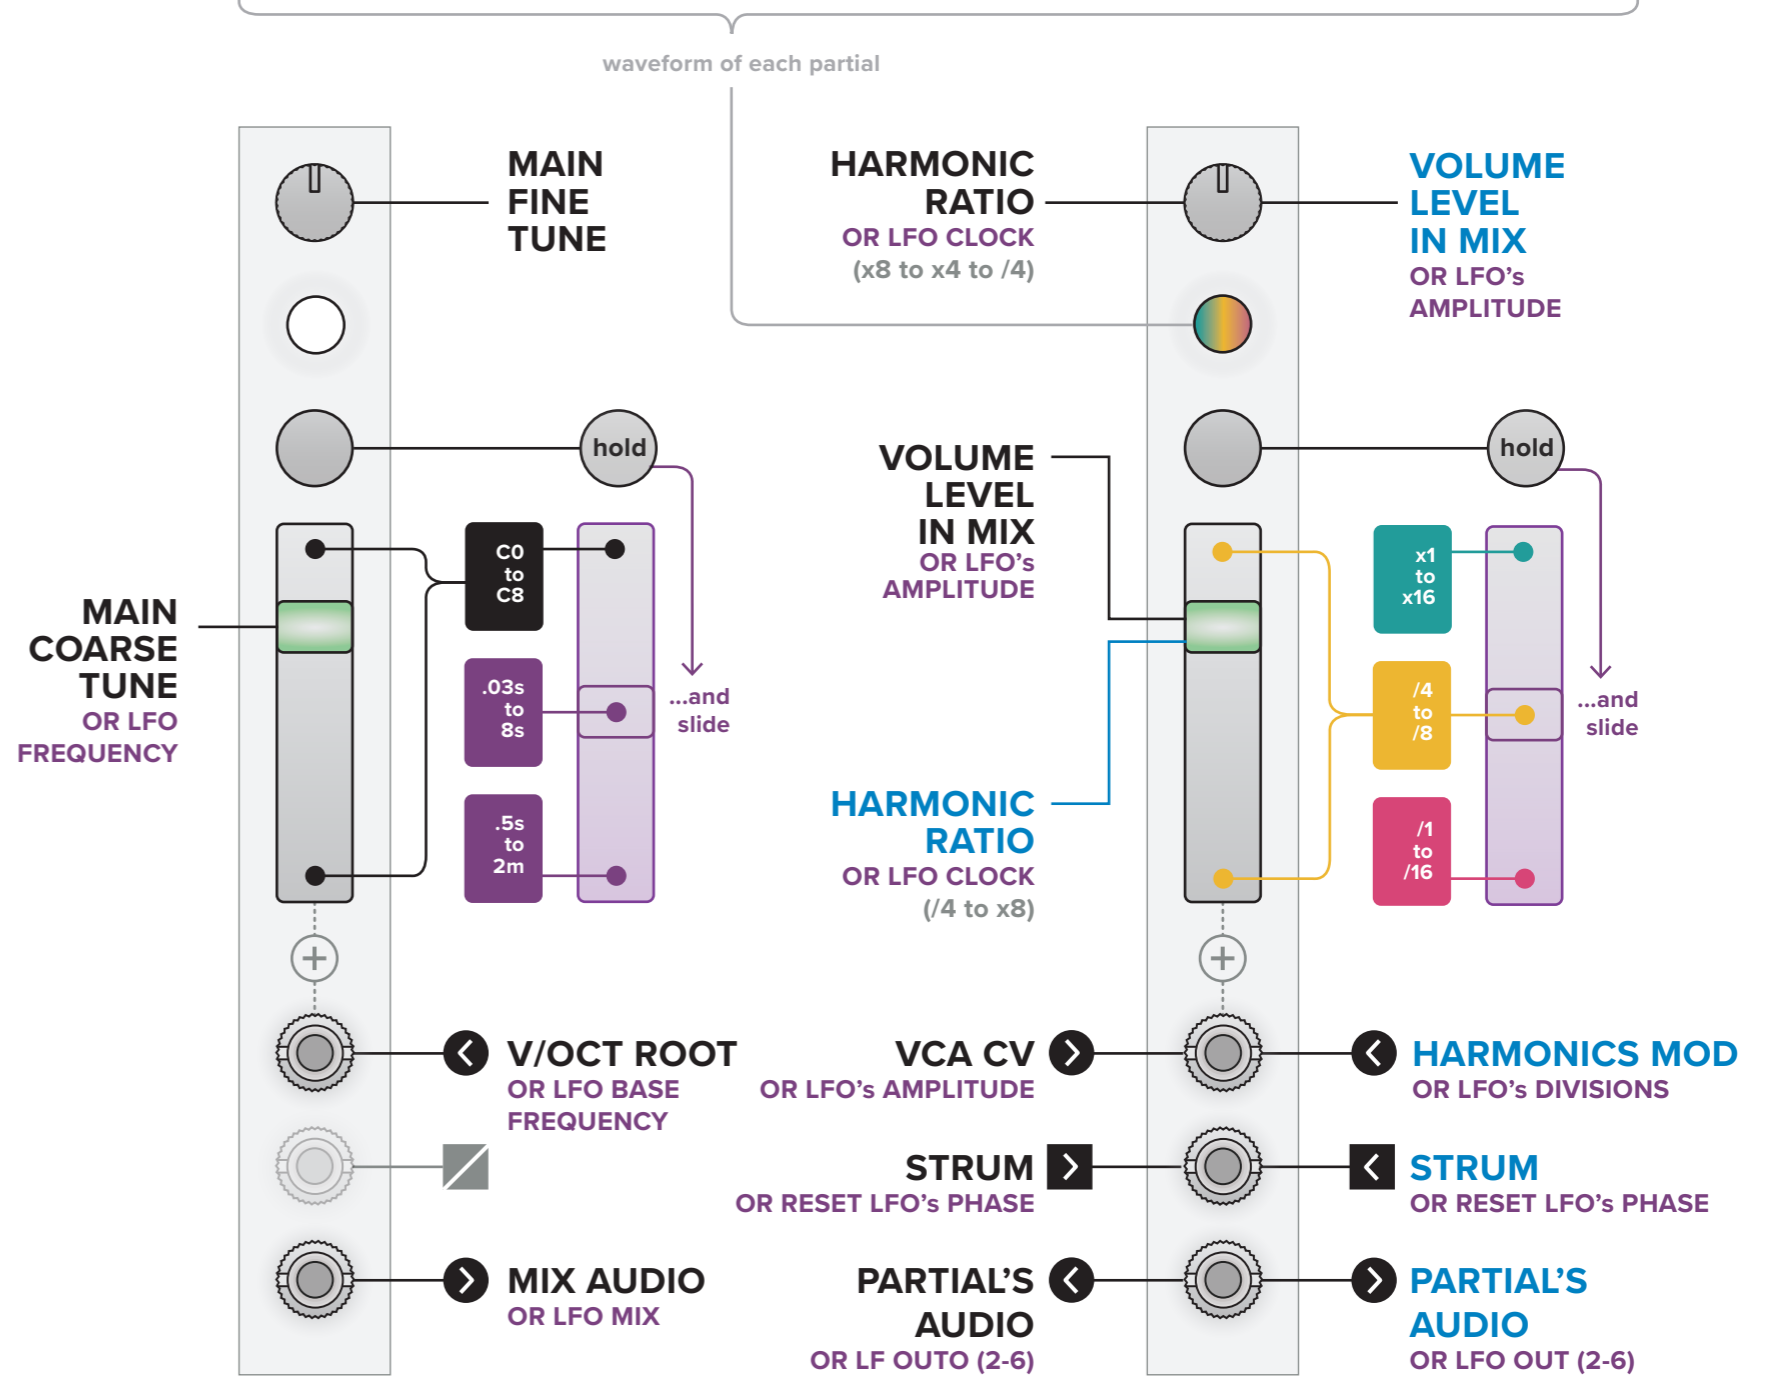 waveform of each partial
MAIN
FINE
TUNE
hold
C0
to
C8
.03s
to
8s
.5s
to
2m
...and
slide
MAIN
COARSE
TUNE
OR LFO
FREQUENCY
V/OCT ROOT
OR LFO BASE
FREQUENCY
MIX AUDIO
OR LFO MIX
HARMONIC
RATIO
OR LFO CLOCK
(x8 to x4 to /4)
VOLUME
LEVEL
IN MIX
OR LFO's
AMPLITUDE
VOLUME
LEVEL
IN MIX
OR LFO's
AMPLITUDE
hold
x1
to
x16
/4
to
/8
/1
to
/16
...and
slide
HARMONIC
RATIO
OR LFO CLOCK
(/4 to x8)
VCA CV
OR LFO's AMPLITUDE
HARMONICS MOD
OR LFO's DIVISIONS
STRUM
OR RESET LFO's PHASE
STRUM
OR RESET LFO's PHASE
PARTIAL'S
AUDIO
OR LF OUTO (2-6)
PARTIAL'S
AUDIO
OR LFO OUT (2-6)